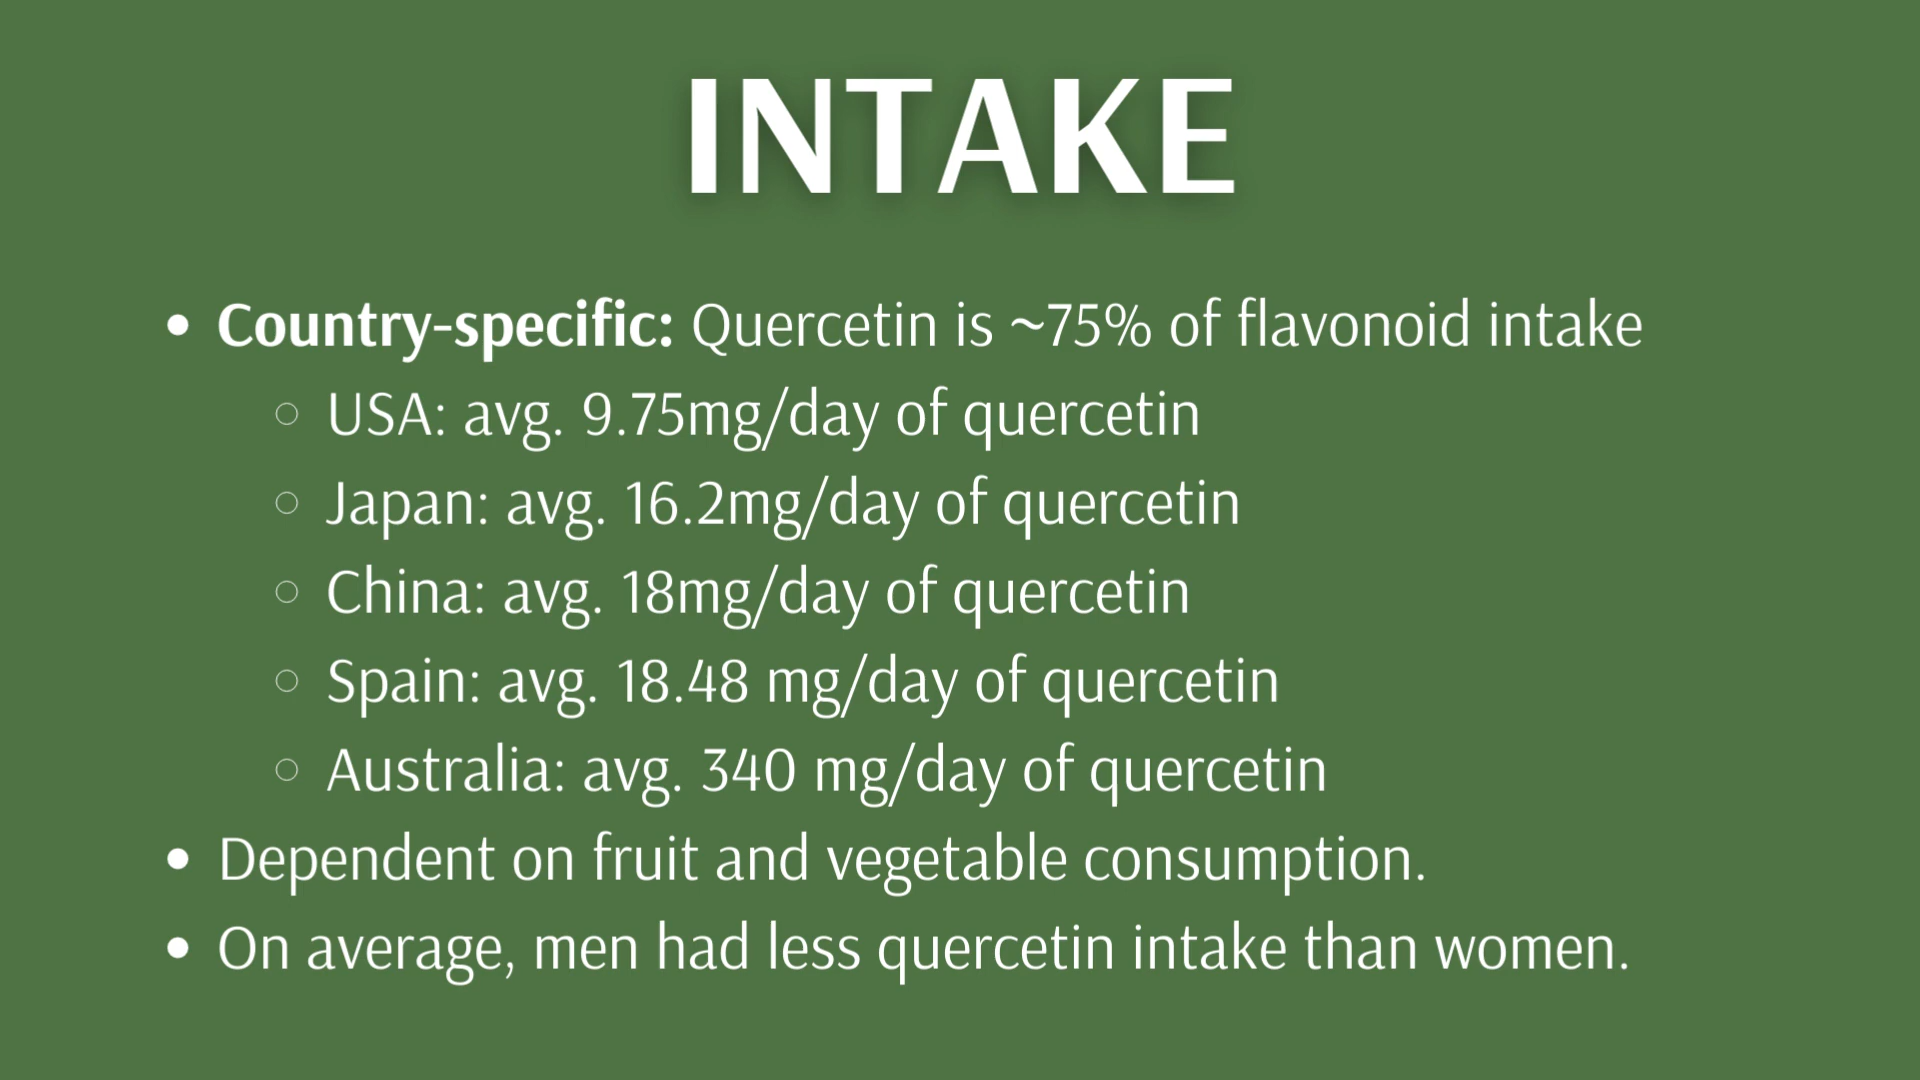 INTAKE
• Country-specific: Quercetin is ~75% of flavonoid intake
○ USA: avg. 9.75mg/day of quercetin
○ Japan: avg. 16.2mg/day of quercetin
○ China: avg. 18mg/day of quercetin
○ Spain: avg. 18.48 mg/day of quercetin
○ Australia: avg. 340 mg/day of quercetin
• Dependent on fruit and vegetable consumption.
• On average, men had less quercetin intake than women.